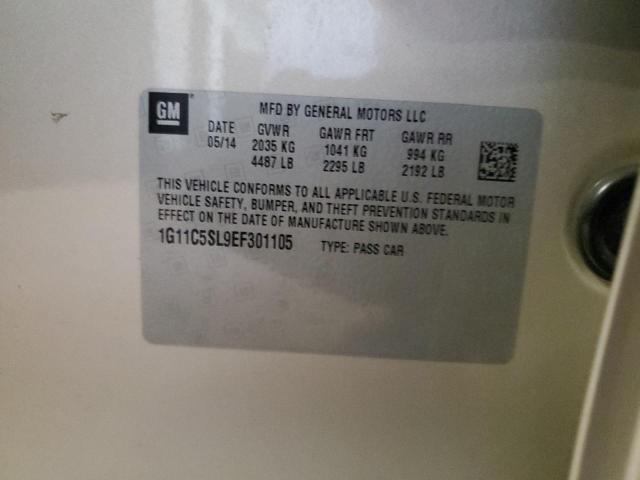 GM
MFD BY GENERAL MOTORS LLC
DATE GVWR GAWR FRT GAWR RR
05/14 2035 KG 1041 KG 994 KG
4487 LB 2295 LB 2192 LB
THIS VEHICLE CONFORMS TO ALL APPLICABLE U.S. FEDERAL MOTOR
VEHICLE SAFETY, BUMPER, AND THEFT PREVENTION STANDARDS IN
EFFECT ON THE DATE OF MANUFACTURE SHOWN ABOVE.
1G11C5SL9EF301105 TYPE: PASS CAR